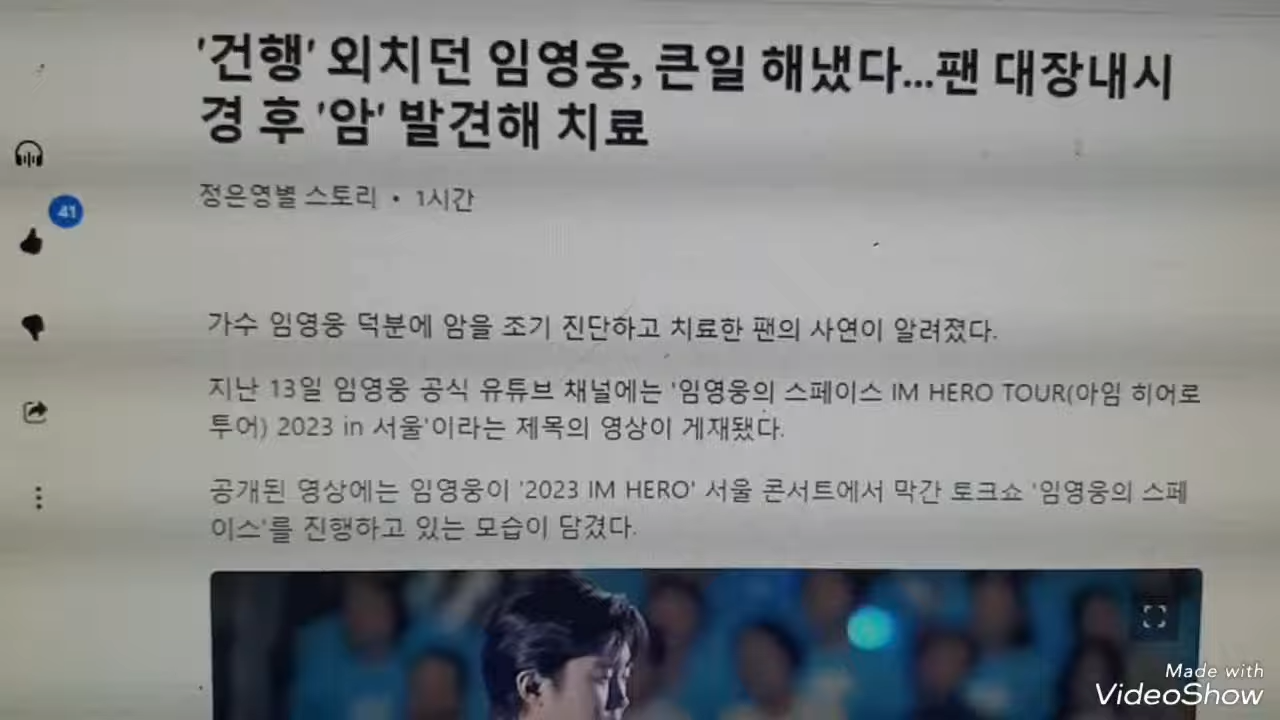 '건행' 외치던 임영웅, 큰일 해냈다...팬 대장내시
경 후 '암' 발견해 치료
정은영별 스토리 • 1시간
41
가수 임영웅 덕분에 암을 조기 진단하고 치료한 팬의 사연이 알려졌다.
지난 13일 임영웅 공식 유튜브 채널에는 '임영웅의 스페이스 IM HERO TOUR(아임 히어로
투어) 2023 in 서울'이라는 제목의 영상이 게재됐다.
공개된 영상에는 임영웅이 '2023 IM HERO' 서울 콘서트에서 막간 토크쇼 '임영웅의 스페
이스'를 진행하고 있는 모습이 담겼다.
Made with
VideoShow